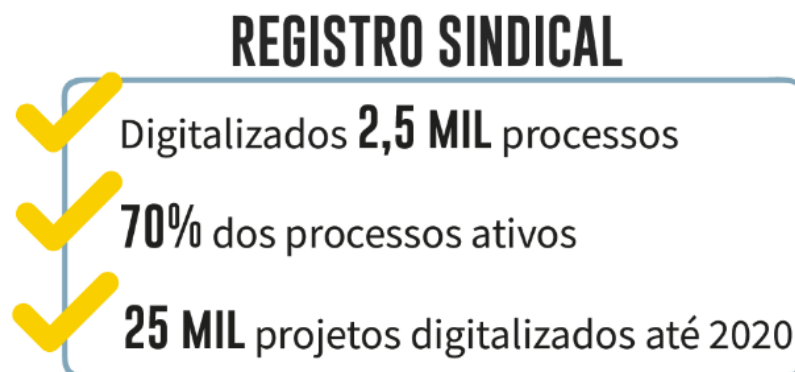 REGISTRO SINDICAL
Digitalizados 2,5 MIL processos
70% dos processos ativos
25 MIL projetos digitalizados até 2020